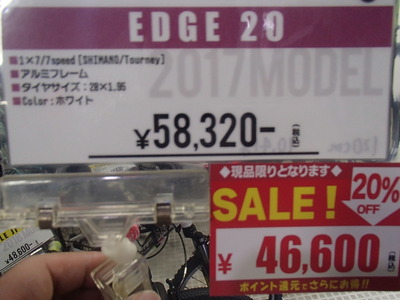 EDGE 20
■1×7/7speed [SHIMANO/Tourney]
■アルミフレーム
■タイヤサイズ:20×1.95
■Color:ホワイト
2017MODEL
¥58,320-(税込)
◆現品限りとなります◆
SALE!
20%
OFF
¥46,600(税込)
ポイント還元でさらにお得!!
¥48,600-